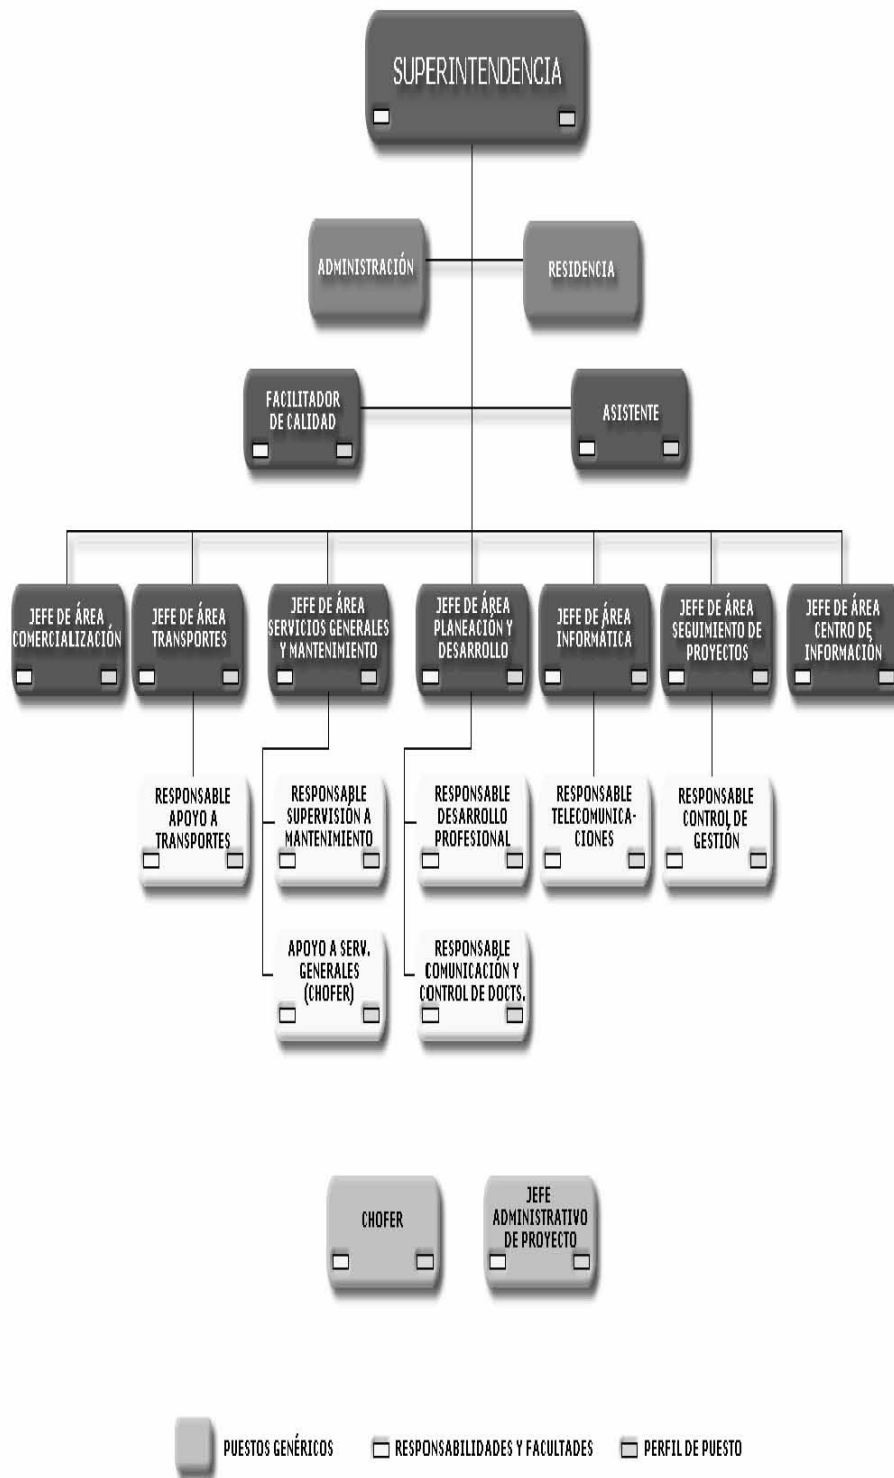 SUPERINTENDENCIA
ADMINISTRACIÓN
RESIDENCIA
FACILITADOR
DE CALIDAD
ASISTENTE
JEFE DE ÁREA
COMERCIALIZACIÓN
JEFE DE ÁREA
TRANSPORTES
JEFE DE ÁREA
SERVICIOS GENERALES
Y MANTENIMIENTO
JEFE DE ÁREA
PLANEACIÓN Y
DESARROLLO
JEFE DE ÁREA
INFORMÁTICA
JEFE DE ÁREA
SEGUIMIENTO DE
PROYECTOS
JEFE DE ÁREA
CENTRO DE
INFORMACIÓN
RESPONSABLE
APOYO A
TRANSPORTES
RESPONSABLE
SUPERVISIÓN A
MANTENIMIENTO
RESPONSABLE
DESARROLLO
PROFESIONAL
RESPONSABLE
TELECOMUNICA-
CIONES
RESPONSABLE
CONTROL DE
GESTIÓN
APOYO A SERV.
GENERALES
(CHOFER)
RESPONSABLE
COMUNICACIÓN Y
CONTROL DE DOCTS.
CHOFER
JEFE
ADMINISTRATIVO
DE PROYECTO
PUESTOS GENÉRICOS
RESPONSABILIDADES Y FACULTADES
PERFIL DE PUESTO